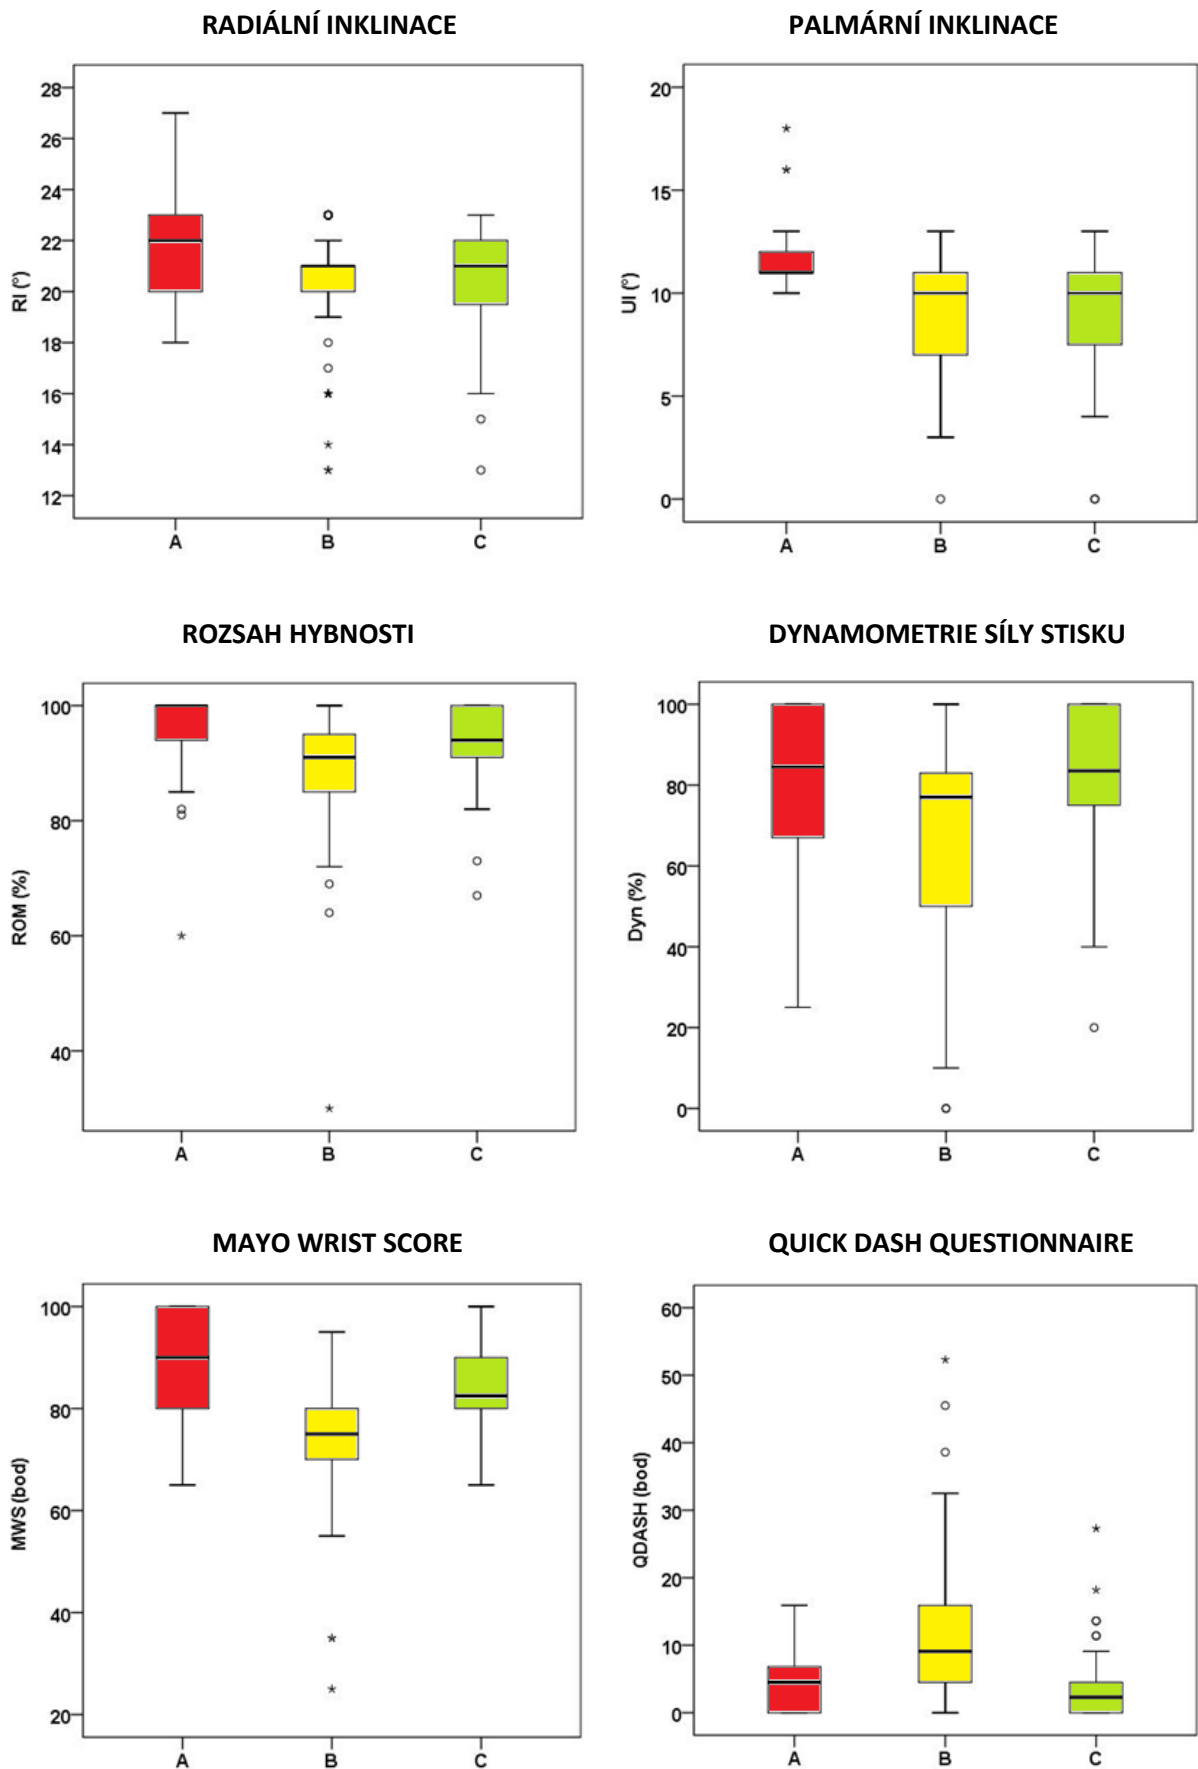 RADIÁLNÍ INKLINACE
28
26
24
22
20
18
16
14
12
RI (°)
A B C
PALMÁRNÍ INKLINACE
20
15
10
5
0
UI (°)
A B C
ROZSAH HYBNOSTI
100
80
60
40
ROM (%)
A B C
DYNAMOMETRIE SÍLY STISKU
100
80
60
40
20
0
Dyn (%)
A B C
MAYO WRIST SCORE
100
80
60
40
20
MWS (bod)
A B C
QUICK DASH QUESTIONNAIRE
60
50
40
30
20
10
0
QDASH (bod)
A B C